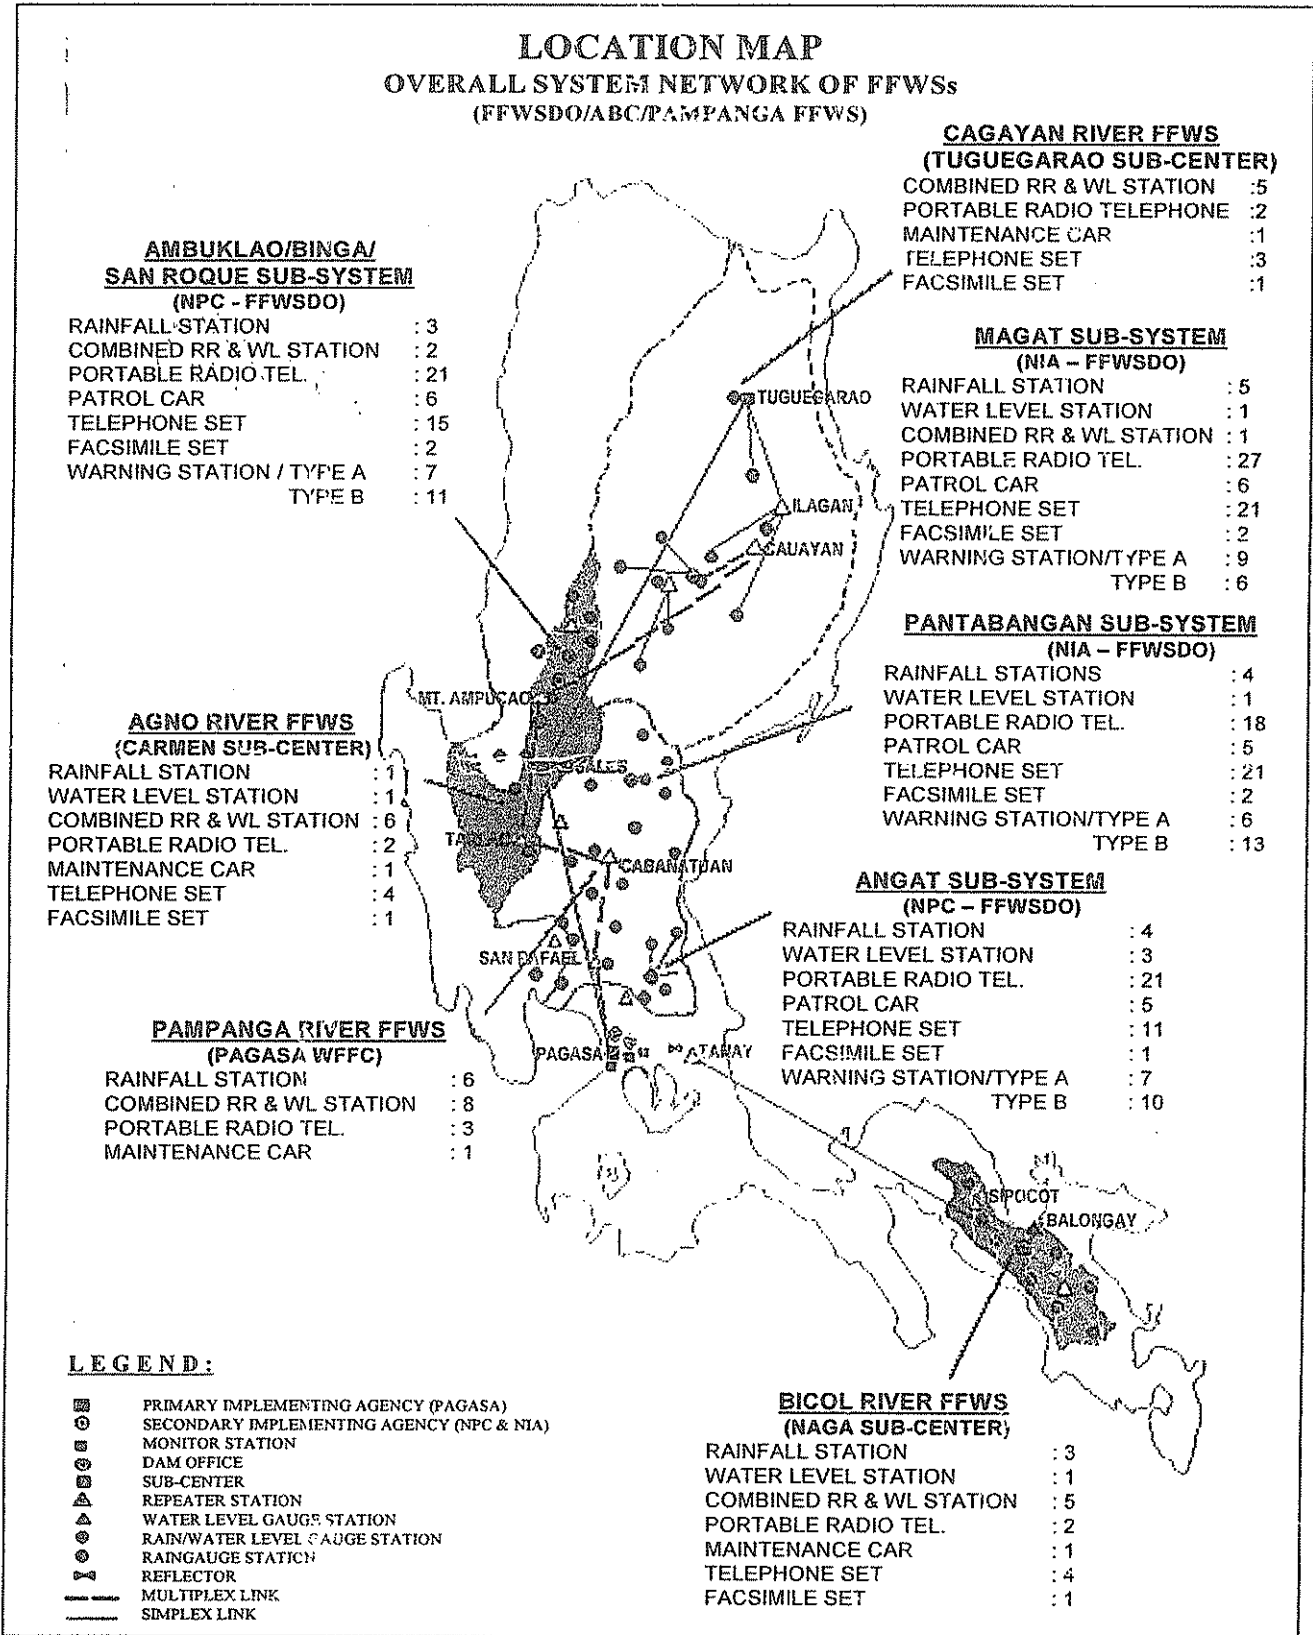 LOCATION MAP
OVERALL SYSTEM NETWORK OF FFWSs
(FFWSDO/ABC/PAMPANGA FFWS)
CAGAYAN RIVER FFWS
(TUGUEGARAO SUB-CENTER)
COMBINED RR & WL STATION :5
PORTABLE RADIO TELEPHONE :2
MAINTENANCE CAR :1
TELEPHONE SET :3
FACSIMILE SET :1
AMBUKLAO/BINGA/
SAN ROQUE SUB-SYSTEM
(NPC - FFWSDO)
RAINFALL STATION : 3
COMBINED RR & WL STATION : 2
PORTABLE RADIO TEL. : 21
PATROL CAR : 6
TELEPHONE SET : 15
FACSIMILE SET : 2
WARNING STATION / TYPE A : 7
TYPE B : 11
MAGAT SUB-SYSTEM
(NIA – FFWSDO)
RAINFALL STATION : 5
WATER LEVEL STATION : 1
COMBINED RR & WL STATION : 1
PORTABLE RADIO TEL. : 27
PATROL CAR : 6
TELEPHONE SET : 21
FACSIMILE SET : 2
WARNING STATION/TYPE A : 9
TYPE B : 6
TUGUEGARAO
ILAGAN
CAUAYAN
MT. AMPUCAO
PANTABANGAN SUB-SYSTEM
(NIA – FFWSDO)
RAINFALL STATIONS : 4
WATER LEVEL STATION : 1
PORTABLE RADIO TEL. : 18
PATROL CAR : 5
TELEPHONE SET : 21
FACSIMILE SET : 2
WARNING STATION/TYPE A : 6
TYPE B : 13
AGNO RIVER FFWS
(CARMEN SUB-CENTER)
RAINFALL STATION : 1
WATER LEVEL STATION : 1
COMBINED RR & WL STATION : 6
PORTABLE RADIO TEL. : 2
MAINTENANCE CAR : 1
TELEPHONE SET : 4
FACSIMILE SET : 1
CABANATUAN
SAN RAFAEL
ANGAT SUB-SYSTEM
(NPC – FFWSDO)
RAINFALL STATION : 4
WATER LEVEL STATION : 3
PORTABLE RADIO TEL. : 21
PATROL CAR : 5
TELEPHONE SET : 11
FACSIMILE SET : 1
WARNING STATION/TYPE A : 7
TYPE B : 10
PAMPANGA RIVER FFWS
(PAGASA WFFC)
RAINFALL STATION : 6
COMBINED RR & WL STATION : 8
PORTABLE RADIO TEL. : 3
MAINTENANCE CAR : 1
PAGASA
TANAY
SIPOCOT
BALONGAY
LEGEND:
PRIMARY IMPLEMENTING AGENCY (PAGASA)
SECONDARY IMPLEMENTING AGENCY (NPC & NIA)
MONITOR STATION
DAM OFFICE
SUB-CENTER
REPEATER STATION
WATER LEVEL GAUGE STATION
RAIN/WATER LEVEL GAUGE STATION
RAINGAUGE STATION
REFLECTOR
MULTIPLEX LINK
SIMPLEX LINK
BICOL RIVER FFWS
(NAGA SUB-CENTER)
RAINFALL STATION : 3
WATER LEVEL STATION : 1
COMBINED RR & WL STATION : 5
PORTABLE RADIO TEL. : 2
MAINTENANCE CAR : 1
TELEPHONE SET : 4
FACSIMILE SET : 1